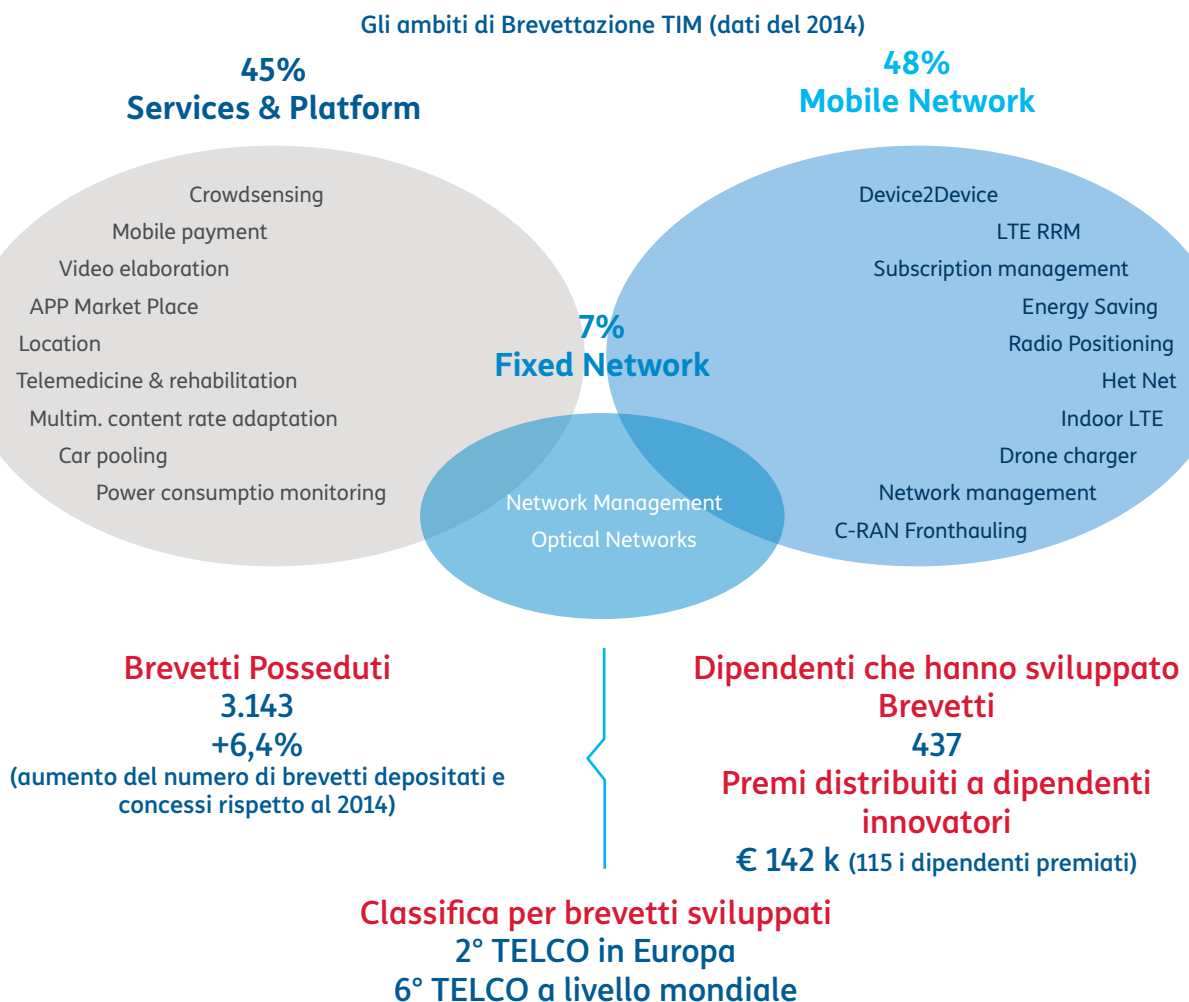 Gli ambiti di Brevettazione TIM (dati del 2014)
45%
Services & Platform
48%
Mobile Network
Crowdsensing
Mobile payment
Video elaboration
APP Market Place
Location
Telemedicine & rehabilitation
Multim. content rate adaptation
Car pooling
Power consumptio monitoring
7%
Fixed Network
Network Management
Optical Networks
Device2Device
LTE RRM
Subscription management
Energy Saving
Radio Positioning
Het Net
Indoor LTE
Drone charger
Network management
C-RAN Fronthauling
Brevetti Posseduti
3.143
+6,4%
(aumento del numero di brevetti depositati e
concessi rispetto al 2014)
Dipendenti che hanno sviluppato
Brevetti
437
Premi distribuiti a dipendenti
innovatori
€ 142 k (115 i dipendenti premiati)
Classifica per brevetti sviluppati
2° TELCO in Europa
6° TELCO a livello mondiale